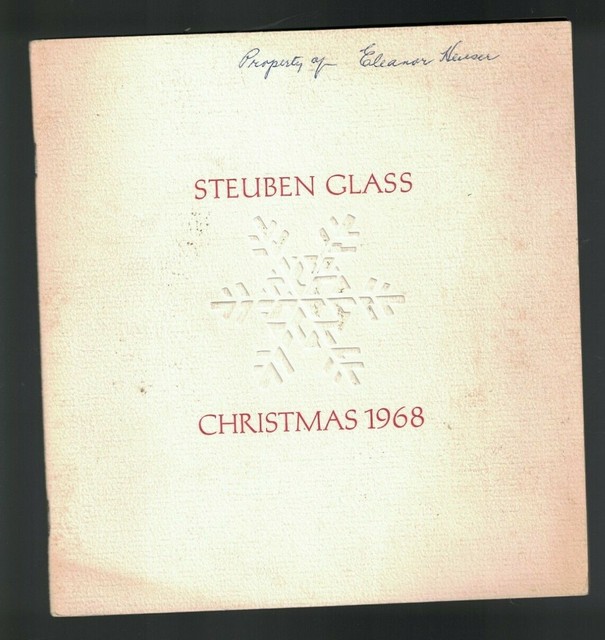 Property of Eleanor Heuser
STEUBEN GLASS
CHRISTMAS 1968